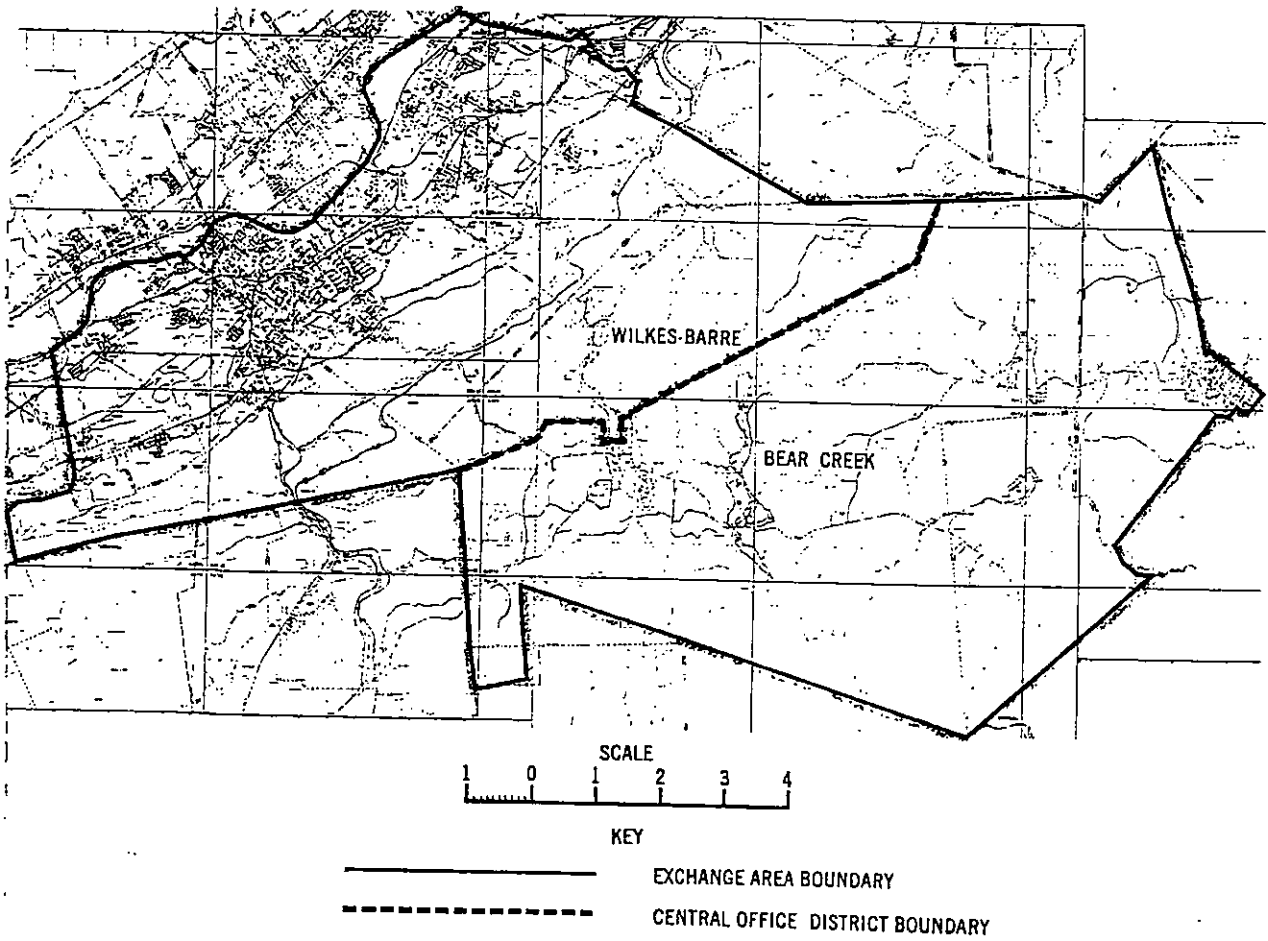 WILKES-BARRE
BEAR CREEK
SCALE
1 0 1 2 3 4
KEY
EXCHANGE AREA BOUNDARY
CENTRAL OFFICE DISTRICT BOUNDARY